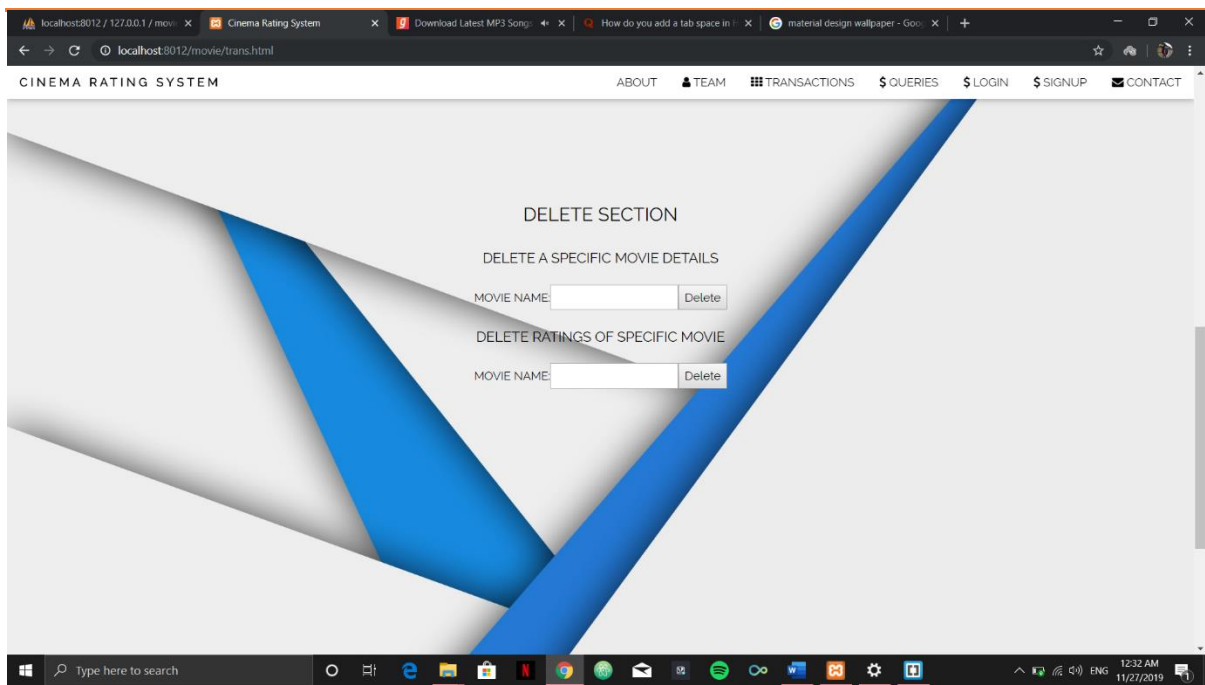 localhost:8012 / 127.0.0.1 / movi
Cinema Rating System
Download Latest MP3 Songs
How do you add a tab space in
material design wallpaper - Goo
localhost:8012/movie/trans.html
CINEMA RATING SYSTEM
ABOUT
TEAM
TRANSACTIONS
$ QUERIES
$ LOGIN
$ SIGNUP
CONTACT
DELETE SECTION
DELETE A SPECIFIC MOVIE DETAILS
MOVIE NAME: Delete
DELETE RATINGS OF SPECIFIC MOVIE
MOVIE NAME: Delete
Type here to search
ENG
12:32 AM
11/27/2019